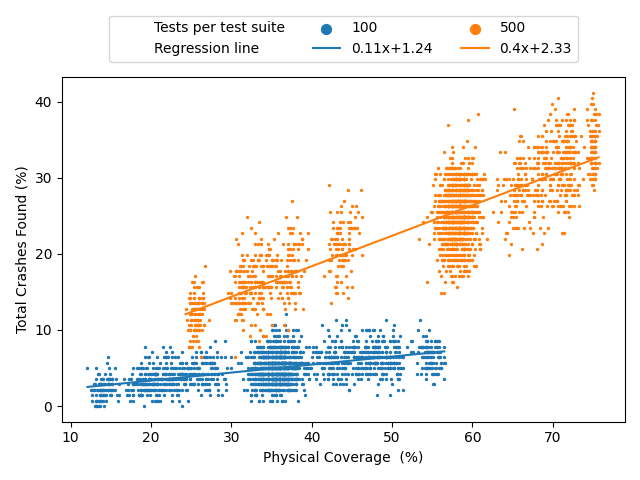 Tests per test suite 100 500
Regression line 0.11x+1.24 0.4x+2.33
40
30
20
10
0
Total Crashes Found (%)
10 20 30 40 50 60 70
Physical Coverage (%)